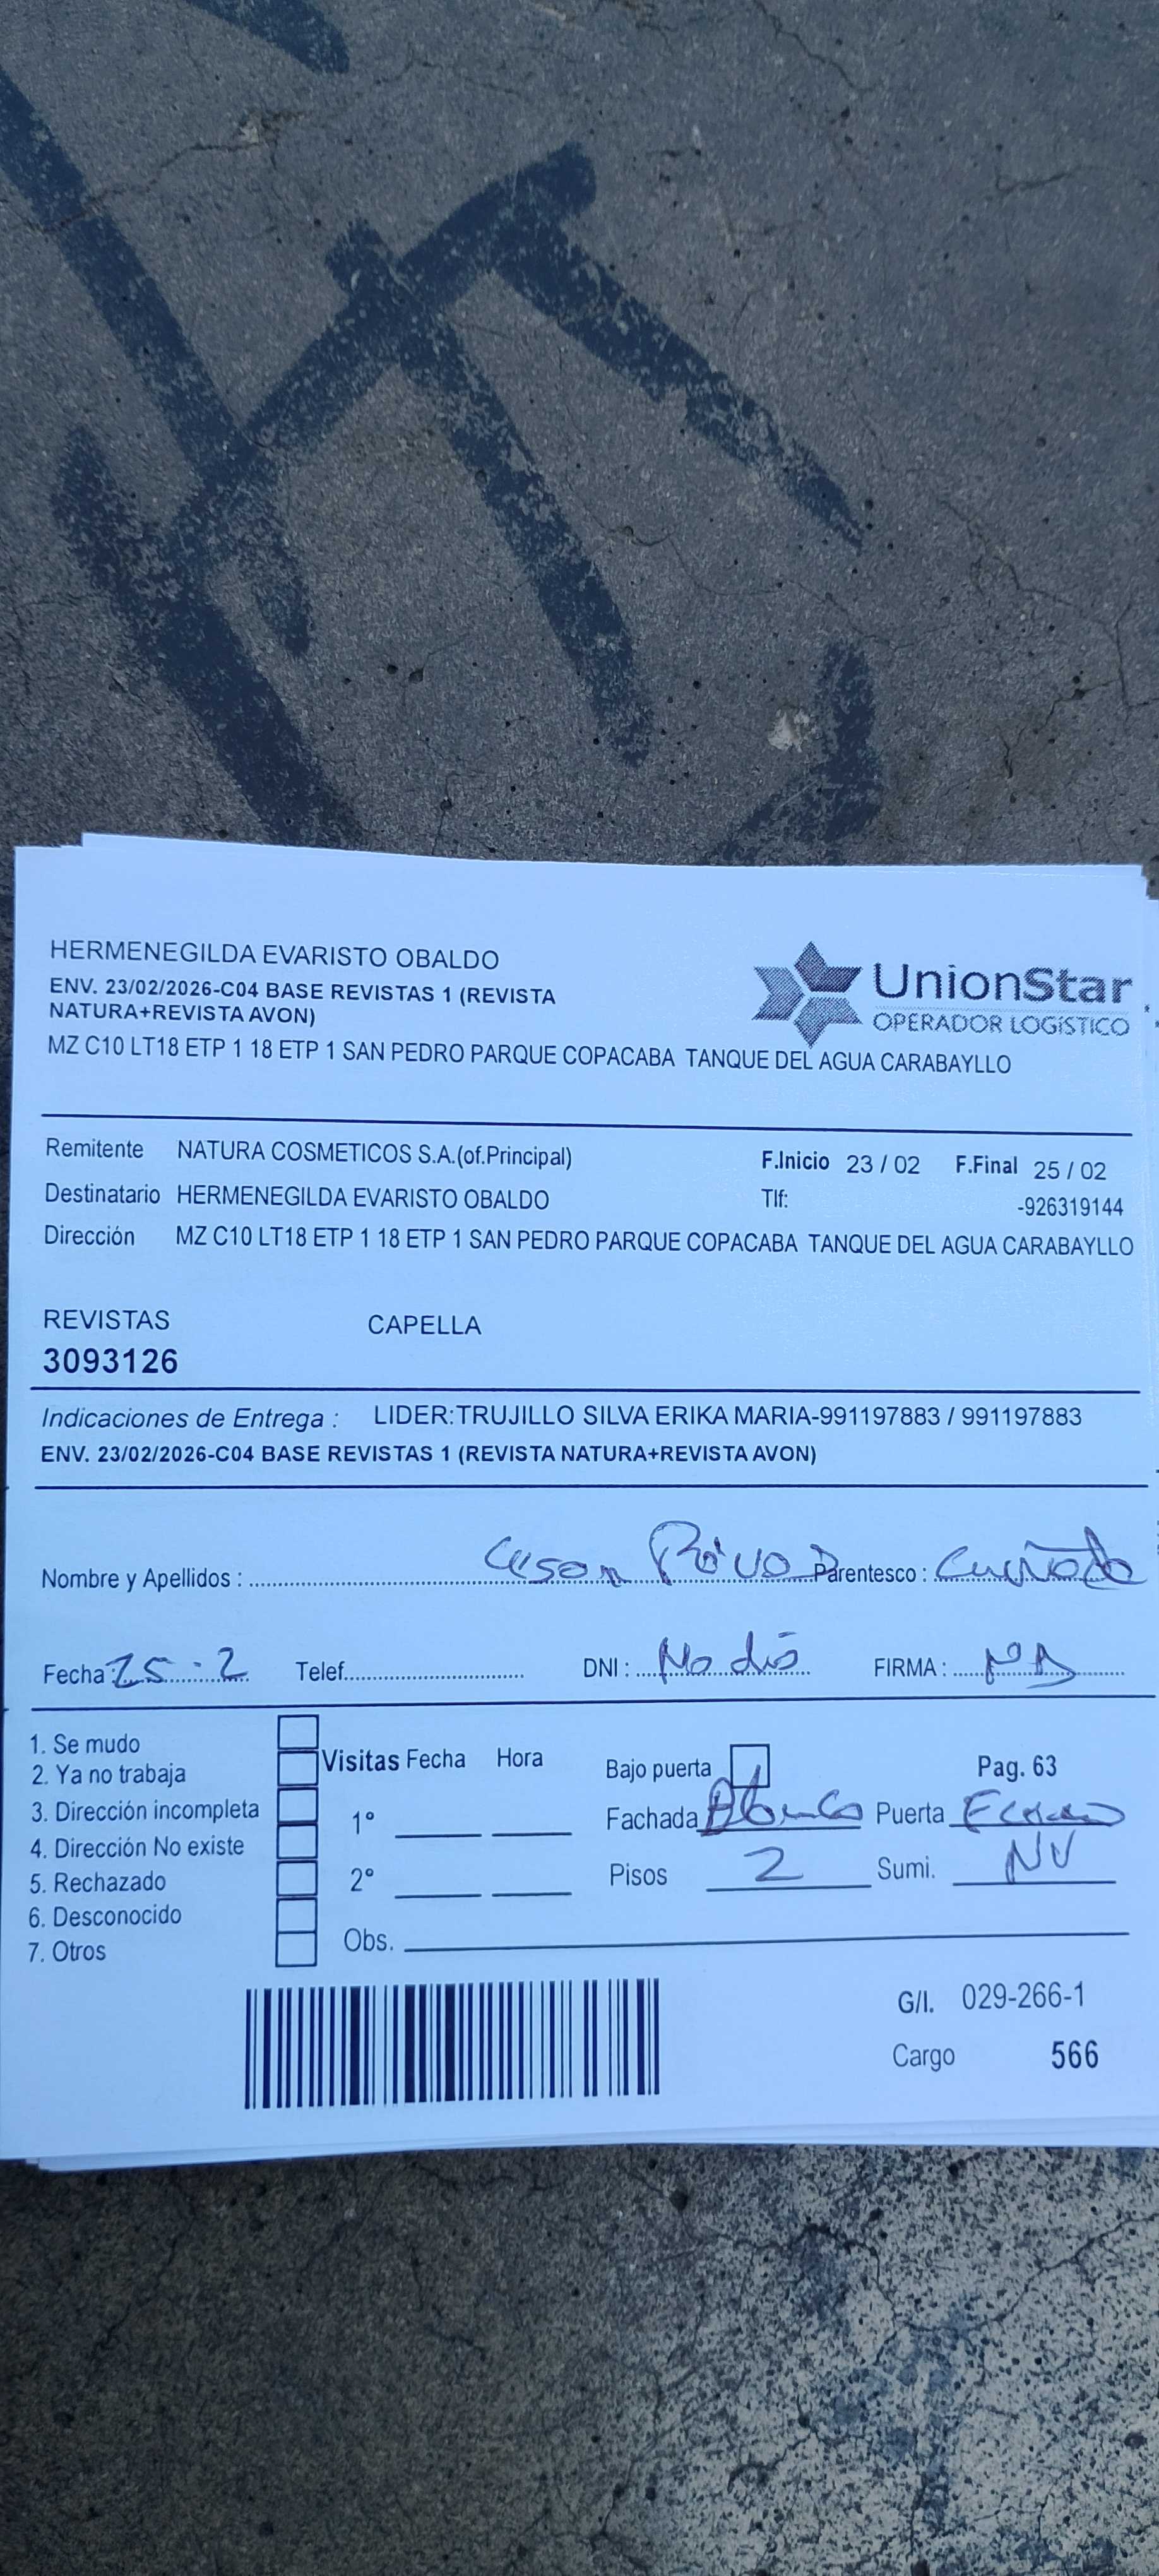 HERMENEGILDA EVARISTO OBALDO
ENV. 23/02/2026-C04 BASE REVISTAS 1 (REVISTA
NATURA+REVISTA AVON)
MZ C10 LT18 ETP 1 18 ETP 1 SAN PEDRO PARQUE COPACABA TANQUE DEL AGUA CARABAYLLO
UnionStar
OPERADOR LOGÍSTICO
Remitente NATURA COSMETICOS S.A.(of.Principal) F.Inicio 23 / 02 F.Final 25 / 02
Destinatario HERMENEGILDA EVARISTO OBALDO Tlf: -926319144
Dirección MZ C10 LT18 ETP 1 18 ETP 1 SAN PEDRO PARQUE COPACABA TANQUE DEL AGUA CARABAYLLO
REVISTAS CAPELLA
3093126
Indicaciones de Entrega : LIDER:TRUJILLO SILVA ERIKA MARIA-991197883 / 991197883
ENV. 23/02/2026-C04 BASE REVISTAS 1 (REVISTA NATURA+REVISTA AVON)
Nombre y Apellidos : Parentesco : Cuñado
Fecha: 25-2 Telef. DNI : No dió FIRMA :
1. Se mudo
2. Ya no trabaja Visitas Fecha Hora Bajo puerta Pag. 63
3. Dirección incompleta 1° Fachada Blanco Puerta
4. Dirección No existe
5. Rechazado 2° Pisos 2 Sumi. NV
6. Desconocido
7. Otros Obs.
G/I. 029-266-1
Cargo 566